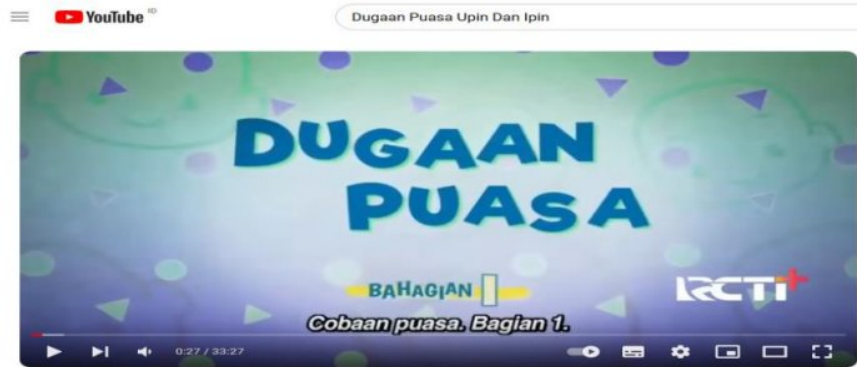 YouTube ID
Dugaan Puasa Upin Dan Ipin
DUGAAN
PUASA
BAHAGIAN 1
RCTI+
Cobaan puasa. Bagian 1.
0:27 / 33:27